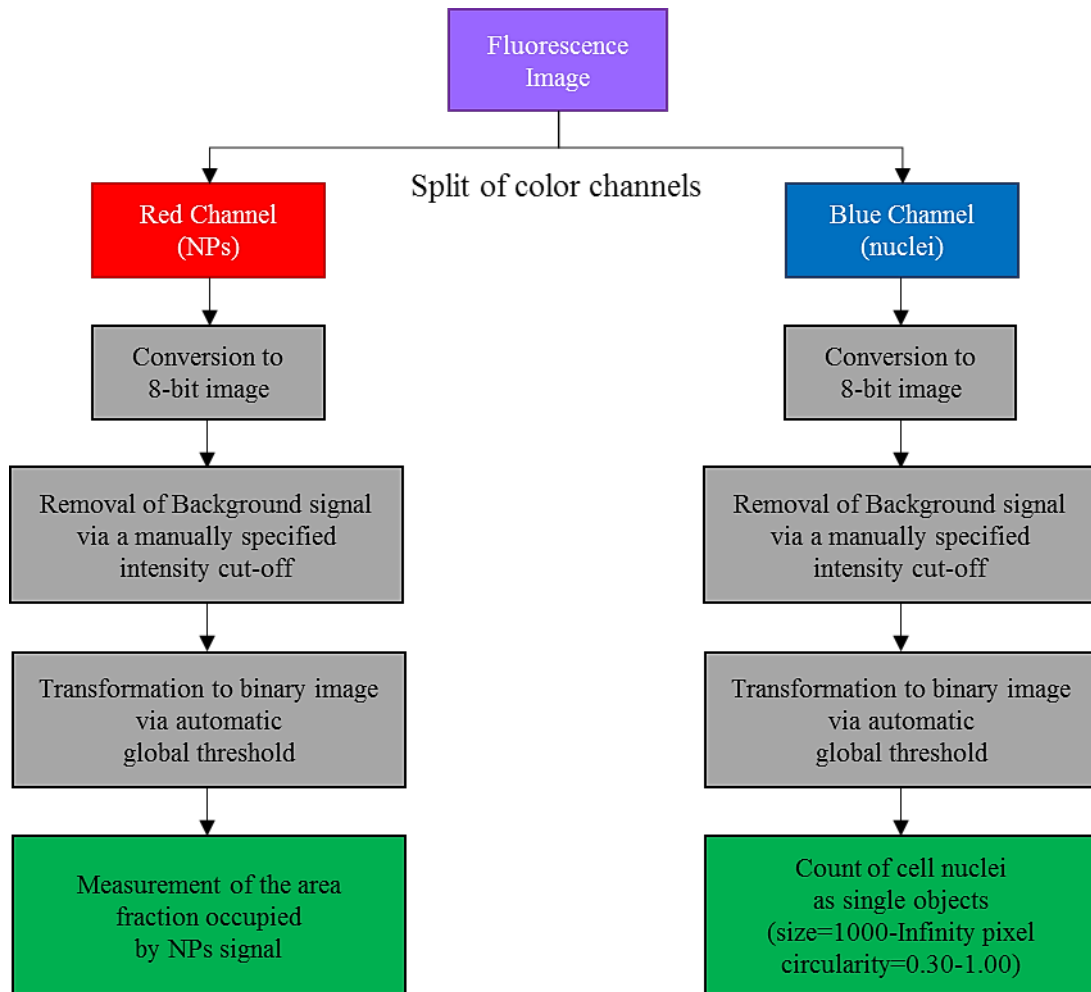 Fluorescence
Image
Split of color channels
Red Channel
(NPs)
Blue Channel
(nuclei)
Conversion to
8-bit image
Conversion to
8-bit image
Removal of Background signal
via a manually specified
intensity cut-off
Removal of Background signal
via a manually specified
intensity cut-off
Transformation to binary image
via automatic
global threshold
Transformation to binary image
via automatic
global threshold
Measurement of the area
fraction occupied
by NPs signal
Count of cell nuclei
as single objects
(size=1000-Infinity pixel
circularity=0.30-1.00)